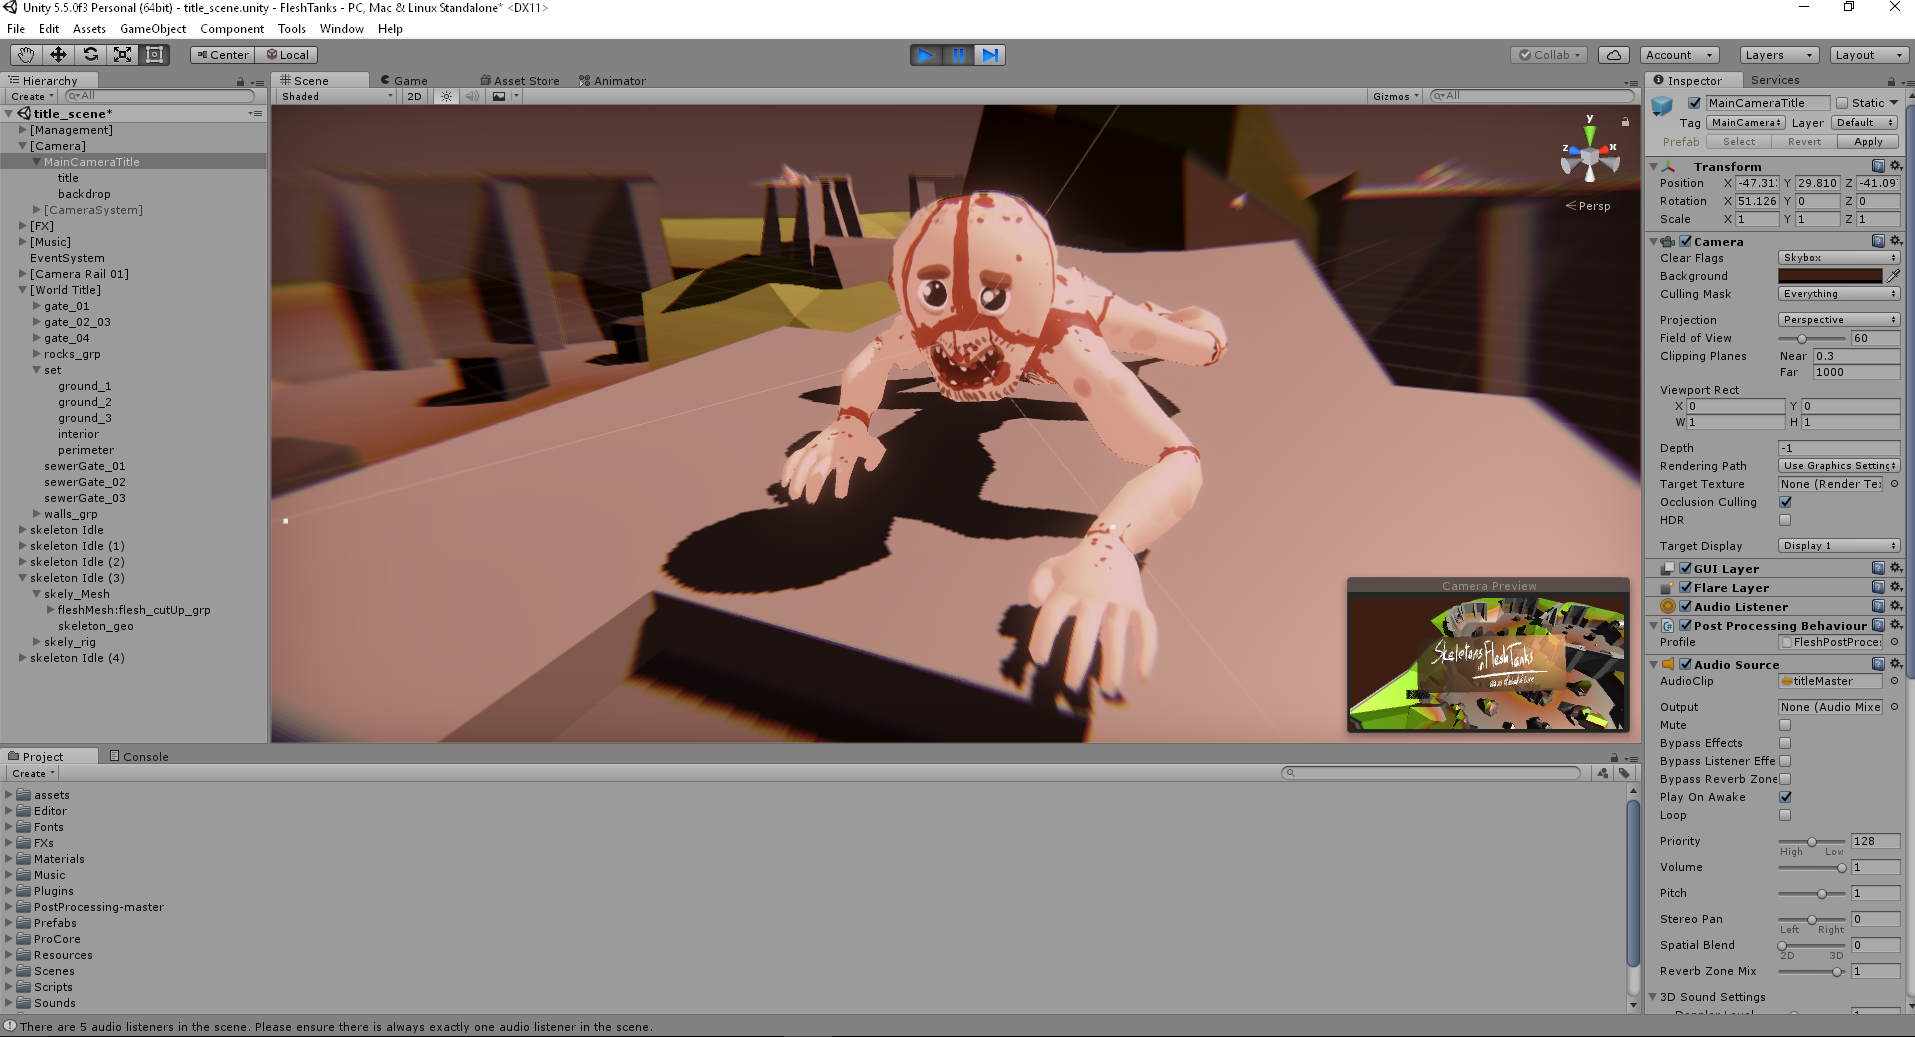 Unity 5.5.0f3 Personal (64bit) - title_scene.unity - FleshTanks - PC, Mac & Linux Standalone* <DX11>
File Edit Assets GameObject Component Tools Window Help
Center Local
Collab Account Layers Layout
Hierarchy
Create All
title_scene*
[Management]
[Camera]
MainCameraTitle
title
backdrop
[CameraSystem]
[FX]
[Music]
EventSystem
[Camera Rail 01]
[World Title]
gate_01
gate_02_03
gate_04
rocks_grp
set
ground_1
ground_2
ground_3
interior
perimeter
sewerGate_01
sewerGate_02
sewerGate_03
walls_grp
skeleton Idle
skeleton Idle (1)
skeleton Idle (2)
skeleton Idle (3)
skely_Mesh
fleshMesh:flesh_cutUp_grp
skeleton_geo
skely_rig
skeleton Idle (4)
Scene Game Asset Store Animator
Shaded 2D Gizmos All
y
z x
Persp
Camera Preview
Skeletons
in FleshTanks
Inspector Services
MainCameraTitle Static
Tag MainCamera Layer Default
Prefab Select Revert Apply
Transform
Position X -47.31 Y 29.810 Z -41.09
Rotation X 51.126 Y 0 Z 0
Scale X 1 Y 1 Z 1
Camera
Clear Flags Skybox
Background
Culling Mask Everything
Projection Perspective
Field of View 60
Clipping Planes Near 0.3
Far 1000
Viewport Rect
X 0 Y 0
W 1 H 1
Depth -1
Rendering Path Use Graphics Setting
Target Texture None (Render Te
Occlusion Culling
HDR
Target Display Display 1
GUI Layer
Flare Layer
Audio Listener
Post Processing Behaviour
Profile FleshPostProce
Audio Source
AudioClip titleMaster
Output None (Audio Mixe
Mute
Bypass Effects
Bypass Listener Effe
Bypass Reverb Zone
Play On Awake
Loop
Priority 128
High Low
Volume 1
Pitch 1
Stereo Pan 0
Left Right
Spatial Blend 0
2D 3D
Reverb Zone Mix 1
3D Sound Settings
Doppler Level 1
Project Console
Create
assets
Editor
Fonts
FXs
Materials
Music
Plugins
PostProcessing-master
Prefabs
ProCore
Resources
Scenes
Scripts
Sounds
There are 5 audio listeners in the scene. Please ensure there is always exactly one audio listener in the scene.